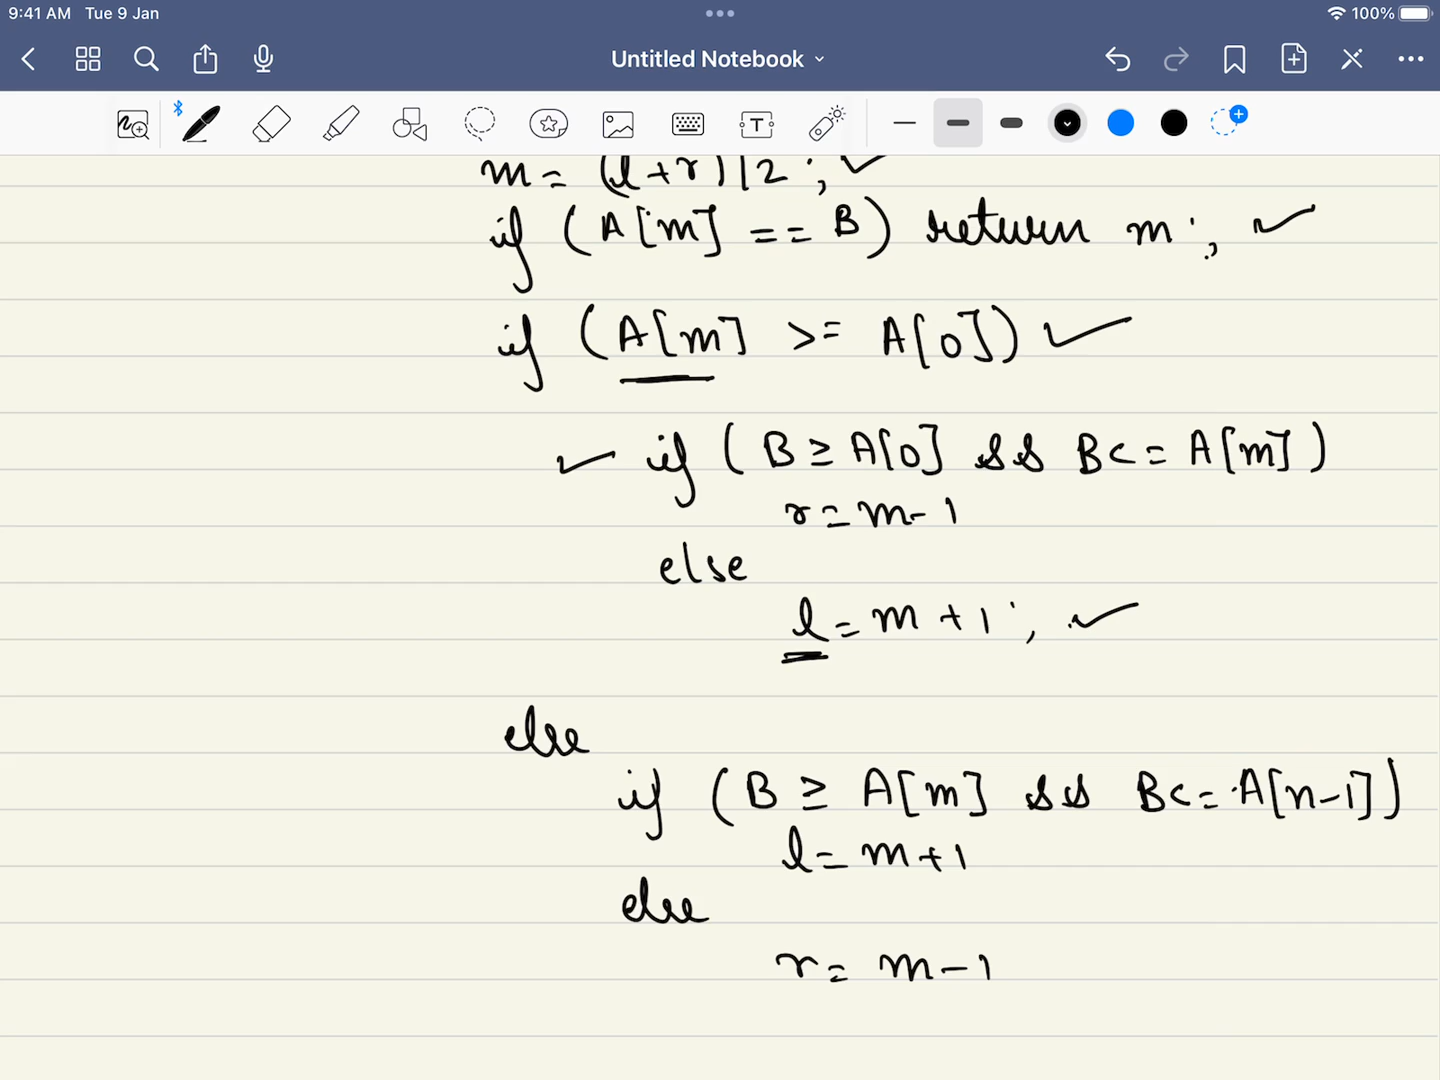 9:41 AM Tue 9 Jan
100%
Untitled Notebook
m = (l+r)/2 ;
if (A[m] == B) return m ;
if (A[m] >= A[0])
if (B ≥ A[0] && B<= A[m])
r=m-1
else
l = m+1 ;
else
if (B ≥ A[m] && B<= A[n-1])
l=m+1
else
r= m-1